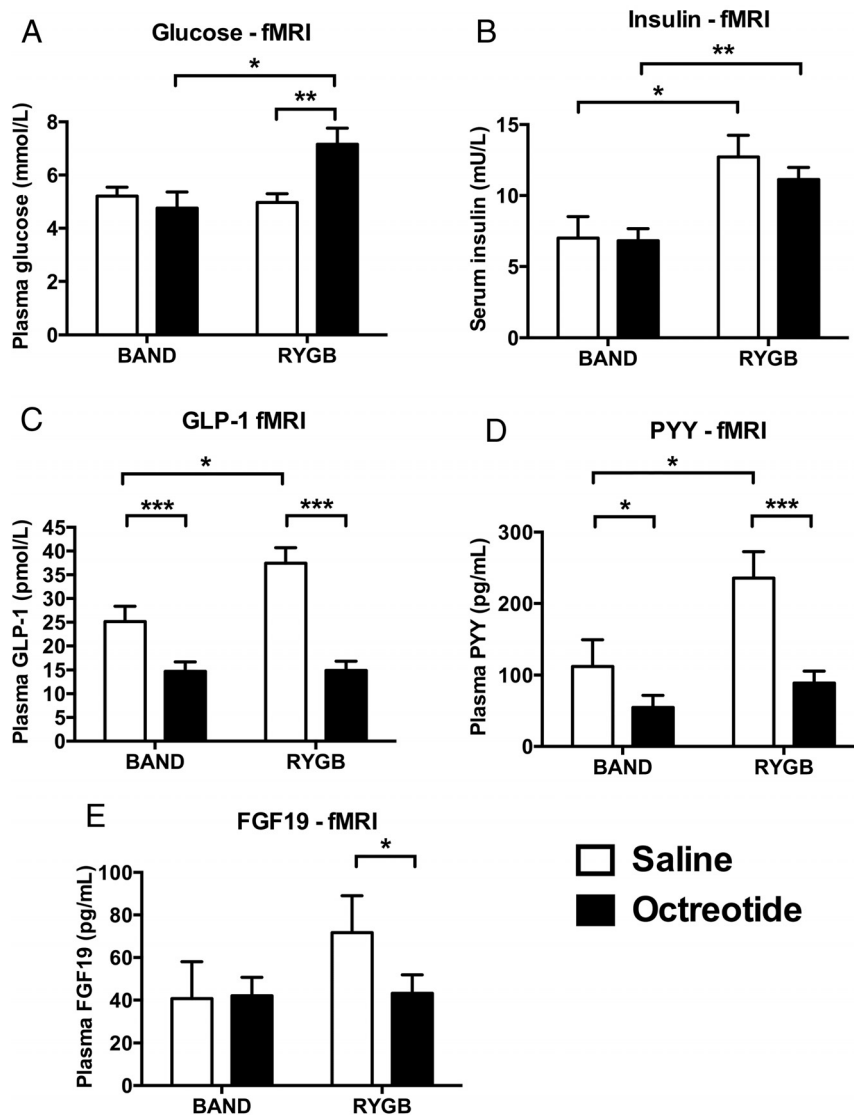 A
Glucose - fMRI
*
**
Plasma glucose (mmol/L)
8
6
4
2
0
BAND
RYGB
B
Insulin - fMRI
**
*
Serum insulin (mU/L)
15
10
5
0
BAND
RYGB
C
GLP-1 fMRI
*
***
***
Plasma GLP-1 (pmol/L)
45
40
35
30
25
20
15
10
5
0
BAND
RYGB
D
PYY - fMRI
*
*
***
Plasma PYY (pg/mL)
300
200
100
0
BAND
RYGB
E
FGF19 - fMRI
*
Plasma FGF19 (pg/mL)
100
80
60
40
20
0
BAND
RYGB
Saline
Octreotide